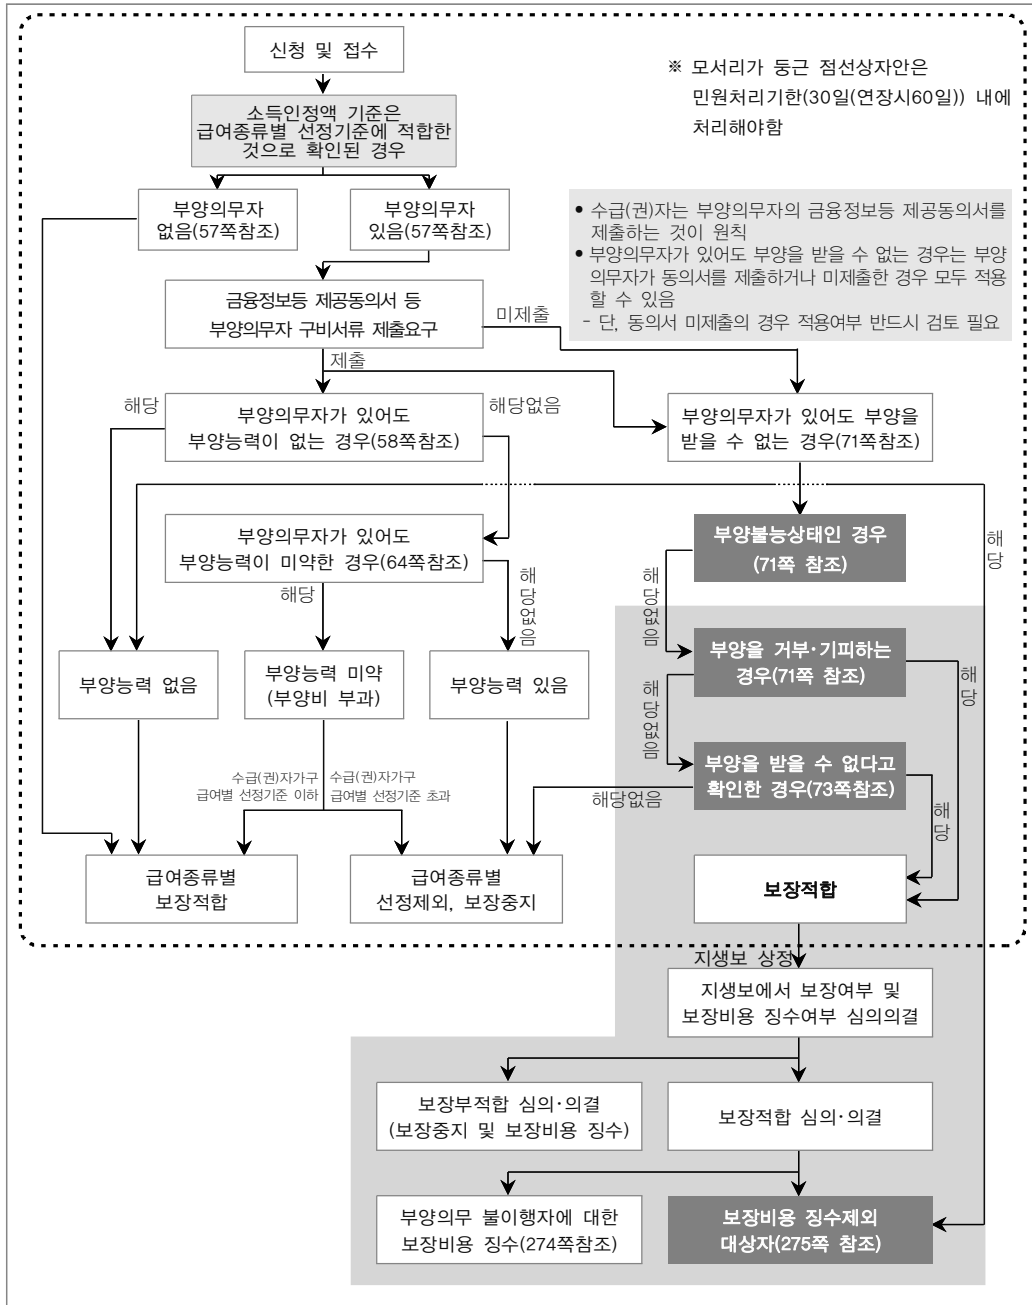 신청 및 접수
※ 모서리가 둥근 점선상자안은
민원처리기한(30일(연장시60일)) 내에
처리해야함
소득인정액 기준은
급여종류별 선정기준에 적합한
것으로 확인된 경우
부양의무자
없음(57쪽참조)
부양의무자
있음(57쪽참조)
• 수급(권)자는 부양의무자의 금융정보등 제공동의서를
제출하는 것이 원칙
• 부양의무자가 있어도 부양을 받을 수 없는 경우는 부양
의무자가 동의서를 제출하거나 미제출한 경우 모두 적용
할 수 있음
- 단, 동의서 미제출의 경우 적용여부 반드시 검토 필요
금융정보등 제공동의서 등
부양의무자 구비서류 제출요구
미제출
제출
해당
부양의무자가 있어도
부양능력이 없는 경우(58쪽참조)
해당없음
부양의무자가 있어도 부양을
받을 수 없는 경우(71쪽참조)
부양의무자가 있어도
부양능력이 미약한 경우(64쪽참조)
부양불능상태인 경우
(71쪽 참조)
해당
해당
해당없음
해당없음
부양능력 없음
부양능력 미약
(부양비 부과)
부양능력 있음
부양을 거부·기피하는
경우(71쪽 참조)
해당
해당없음
수급(권)자가구
급여별 선정기준 이하
수급(권)자가구
급여별 선정기준 초과
해당없음
부양을 받을 수 없다고
확인한 경우(73쪽참조)
해당
급여종류별
보장적합
급여종류별
선정제외, 보장중지
보장적합
지생보 상정
지생보에서 보장여부 및
보장비용 징수여부 심의의결
보장부적합 심의·의결
(보장중지 및 보장비용 징수)
보장적합 심의·의결
부양의무 불이행자에 대한
보장비용 징수(274쪽참조)
보장비용 징수제외
대상자(275쪽 참조)